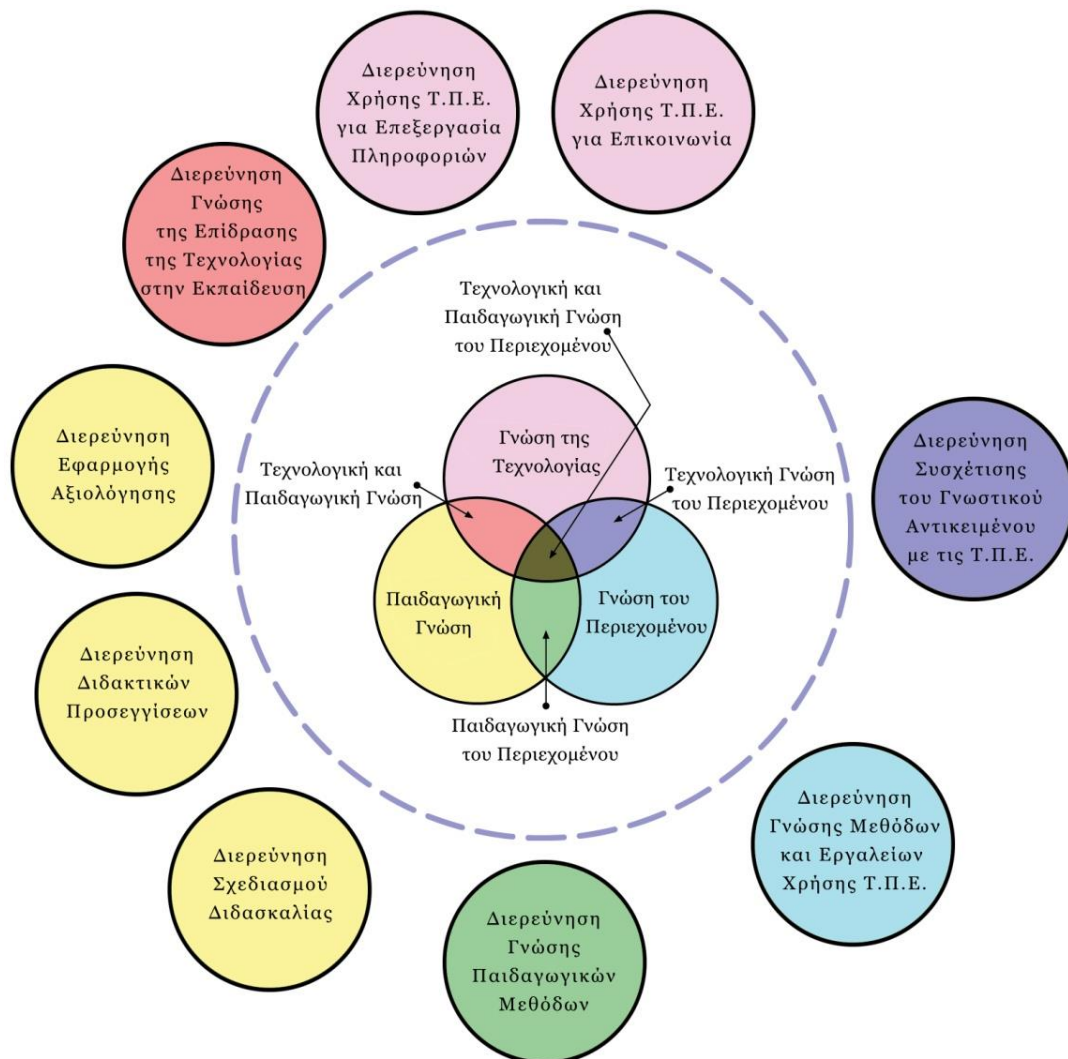 Διερεύνηση
Χρήσης Τ.Π.Ε.
για Επεξεργασία
Πληροφοριών
Διερεύνηση
Χρήσης Τ.Π.Ε.
για Επικοινωνία
Διερεύνηση
Γνώσης
της Επίδρασης
της Τεχνολογίας
στην Εκπαίδευση
Τεχνολογική και
Παιδαγωγική Γνώση
του Περιεχομένου
Διερεύνηση
Εφαρμογής
Αξιολόγησης
Γνώση της
Τεχνολογίας
Τεχνολογική και
Παιδαγωγική Γνώση
Τεχνολογική Γνώση
του Περιεχομένου
Διερεύνηση
Συσχέτισης
του Γνωστικού
Αντικειμένου
με τις Τ.Π.Ε.
Παιδαγωγική
Γνώση
Γνώση του
Περιεχομένου
Διερεύνηση
Διδακτικών
Προσεγγίσεων
Παιδαγωγική Γνώση
του Περιεχομένου
Διερεύνηση
Γνώσης Μεθόδων
και Εργαλείων
Χρήσης Τ.Π.Ε.
Διερεύνηση
Σχεδιασμού
Διδασκαλίας
Διερεύνηση
Γνώσης
Παιδαγωγικών
Μεθόδων